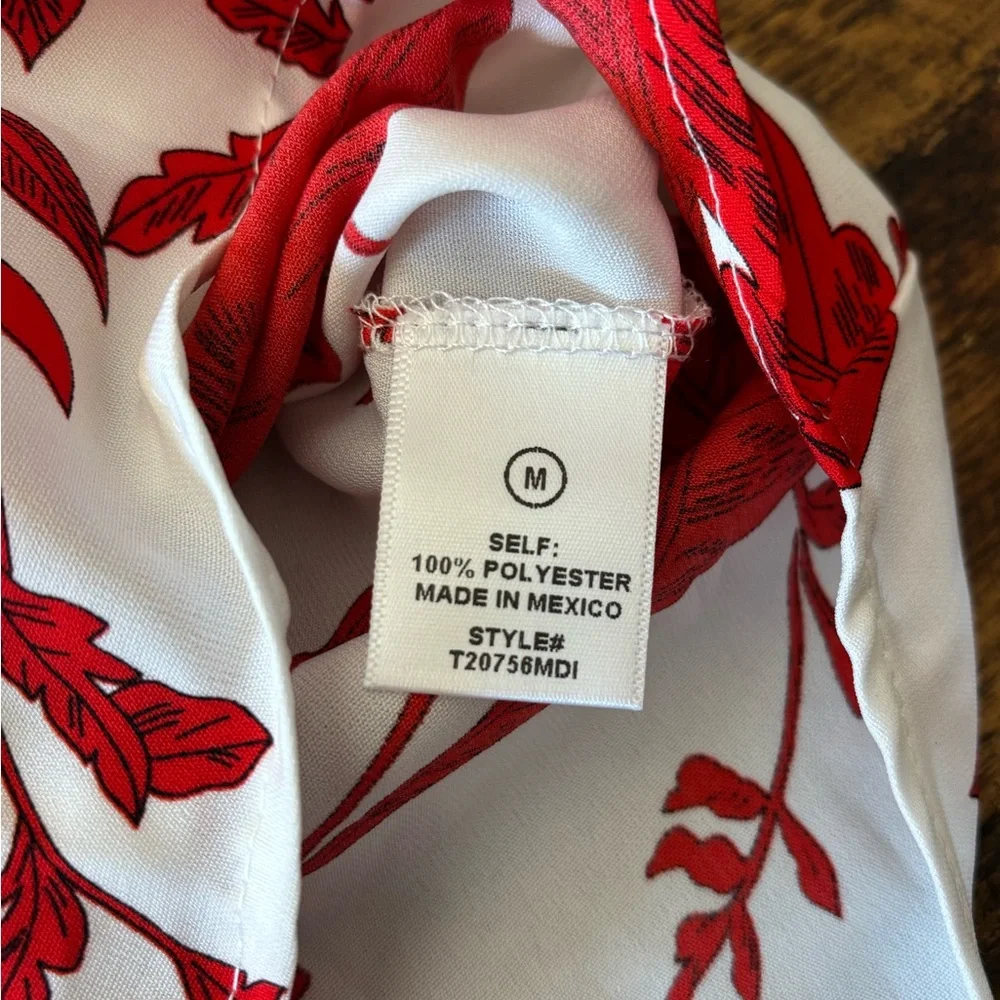 M
SELF:
100% POLYESTER
MADE IN MEXICO
STYLE#
T20756MDI